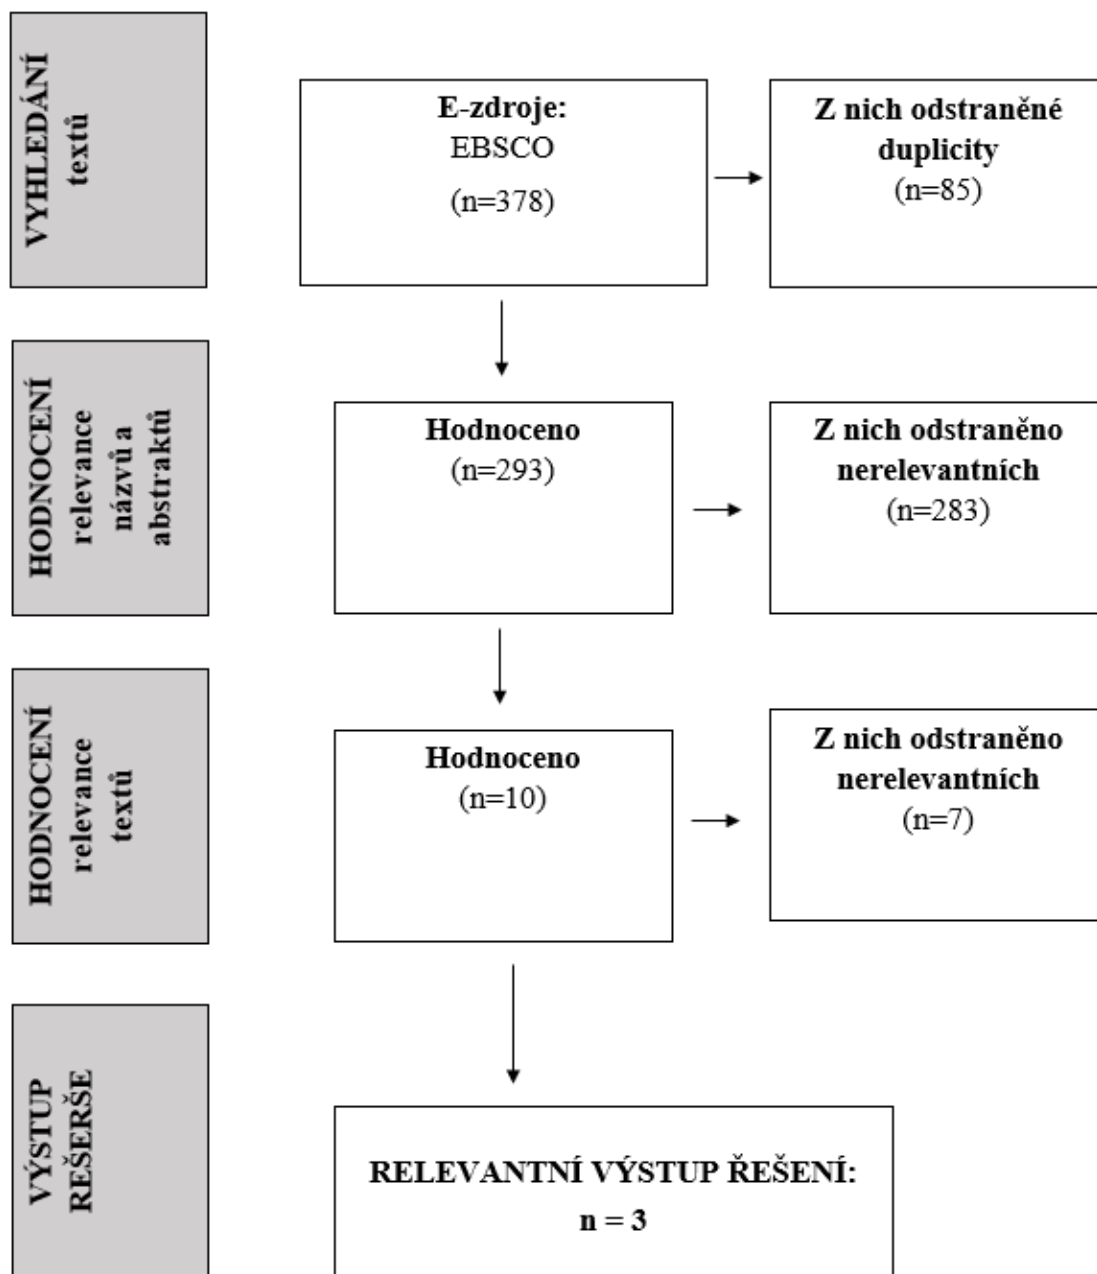 VYHLEDÁNÍ
textů
E-zdroje:
EBSCO
(n=378)
Z nich odstraněné
duplicity
(n=85)
HODNOCENÍ
relevance
názvů a
abstraktů
Hodnoceno
(n=293)
Z nich odstraněno
nerelevantních
(n=283)
HODNOCENÍ
relevance
textů
Hodnoceno
(n=10)
Z nich odstraněno
nerelevantních
(n=7)
VÝSTUP
REŠERŠE
RELEVANTNÍ VÝSTUP ŘEŠENÍ:
n = 3